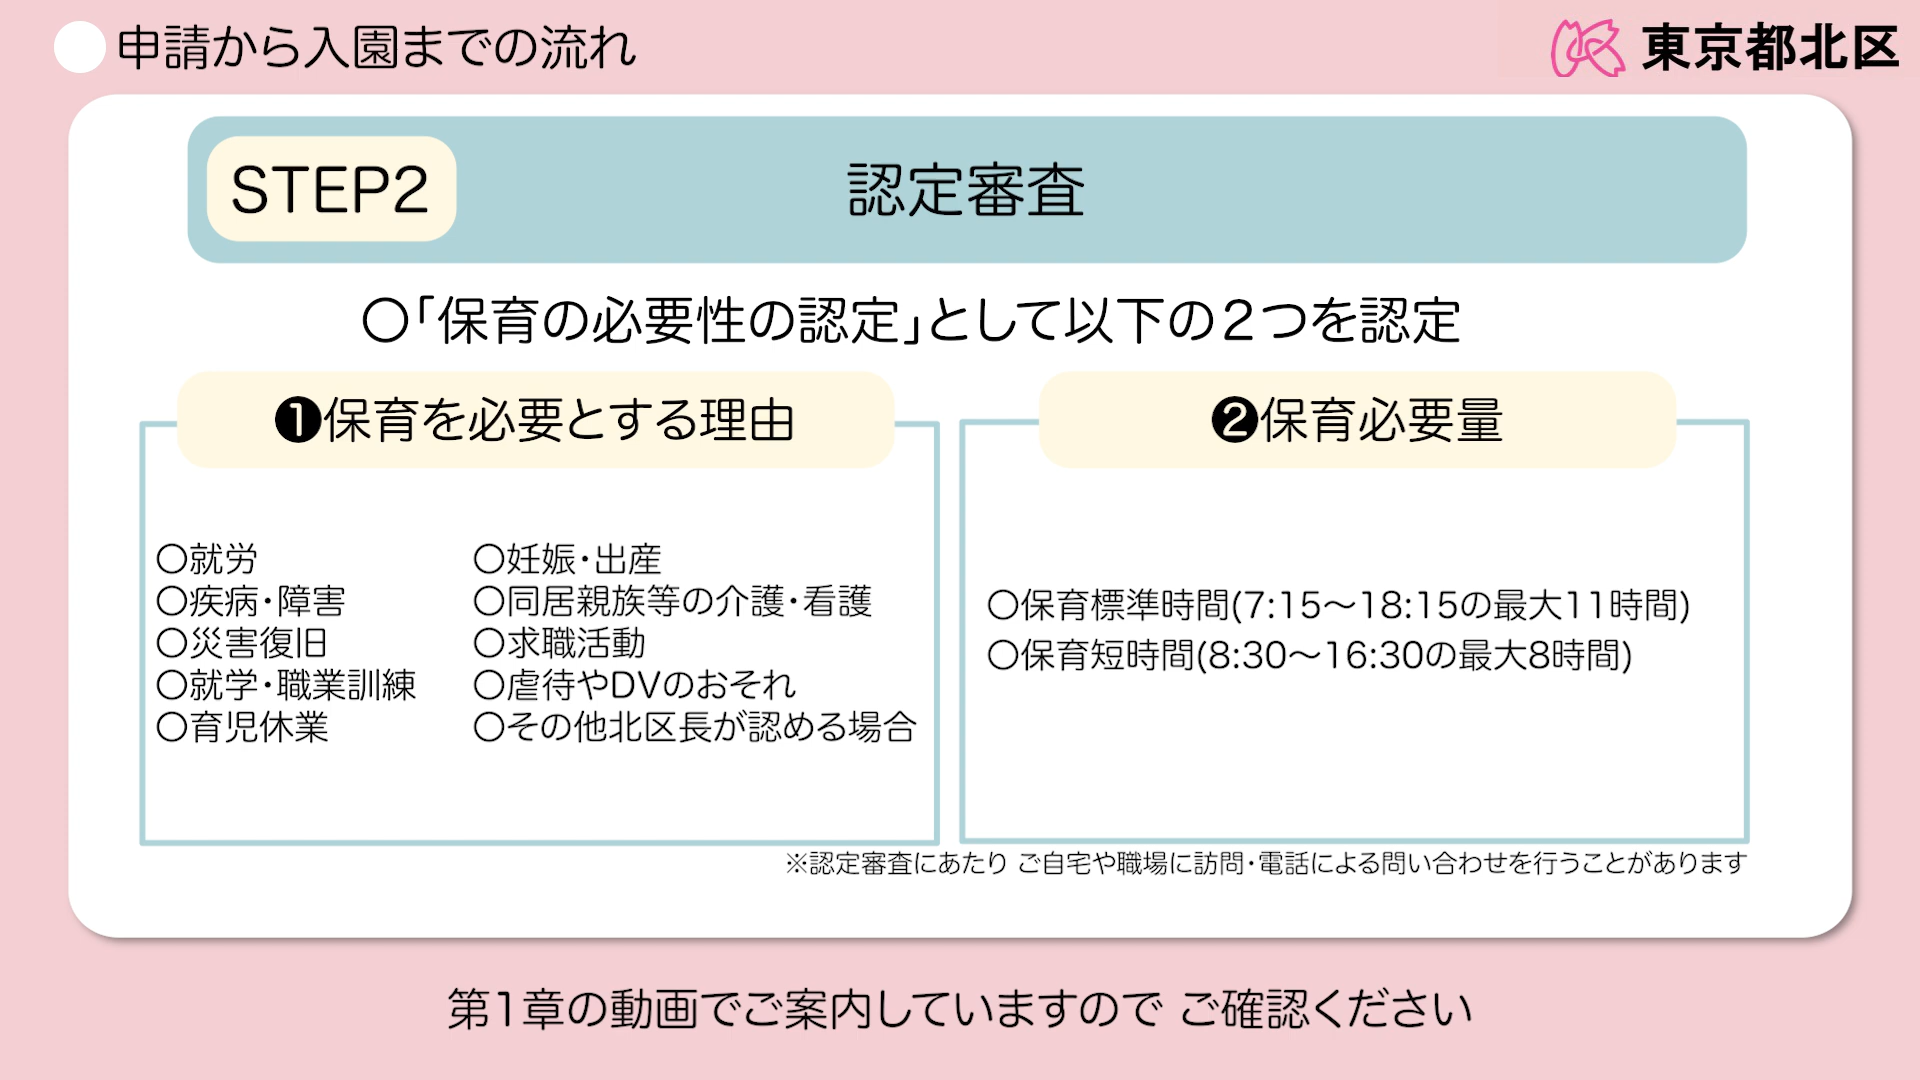 申請から入園までの流れ
東京都北区
STEP2
認定審査
〇「保育の必要性の認定」として以下の２つを認定
❶保育を必要とする理由
〇就労
〇疾病・障害
〇災害復旧
〇就学・職業訓練
〇育児休業
〇妊娠・出産
〇同居親族等の介護・看護
〇求職活動
〇虐待やDVのおそれ
〇その他北区長が認める場合
❷保育必要量
〇保育標準時間(7:15～18:15の最大11時間)
〇保育短時間(8:30～16:30の最大8時間)
※認定審査にあたり ご自宅や職場に訪問・電話による問い合わせを行うことがあります
第1章の動画でご案内していますので ご確認ください